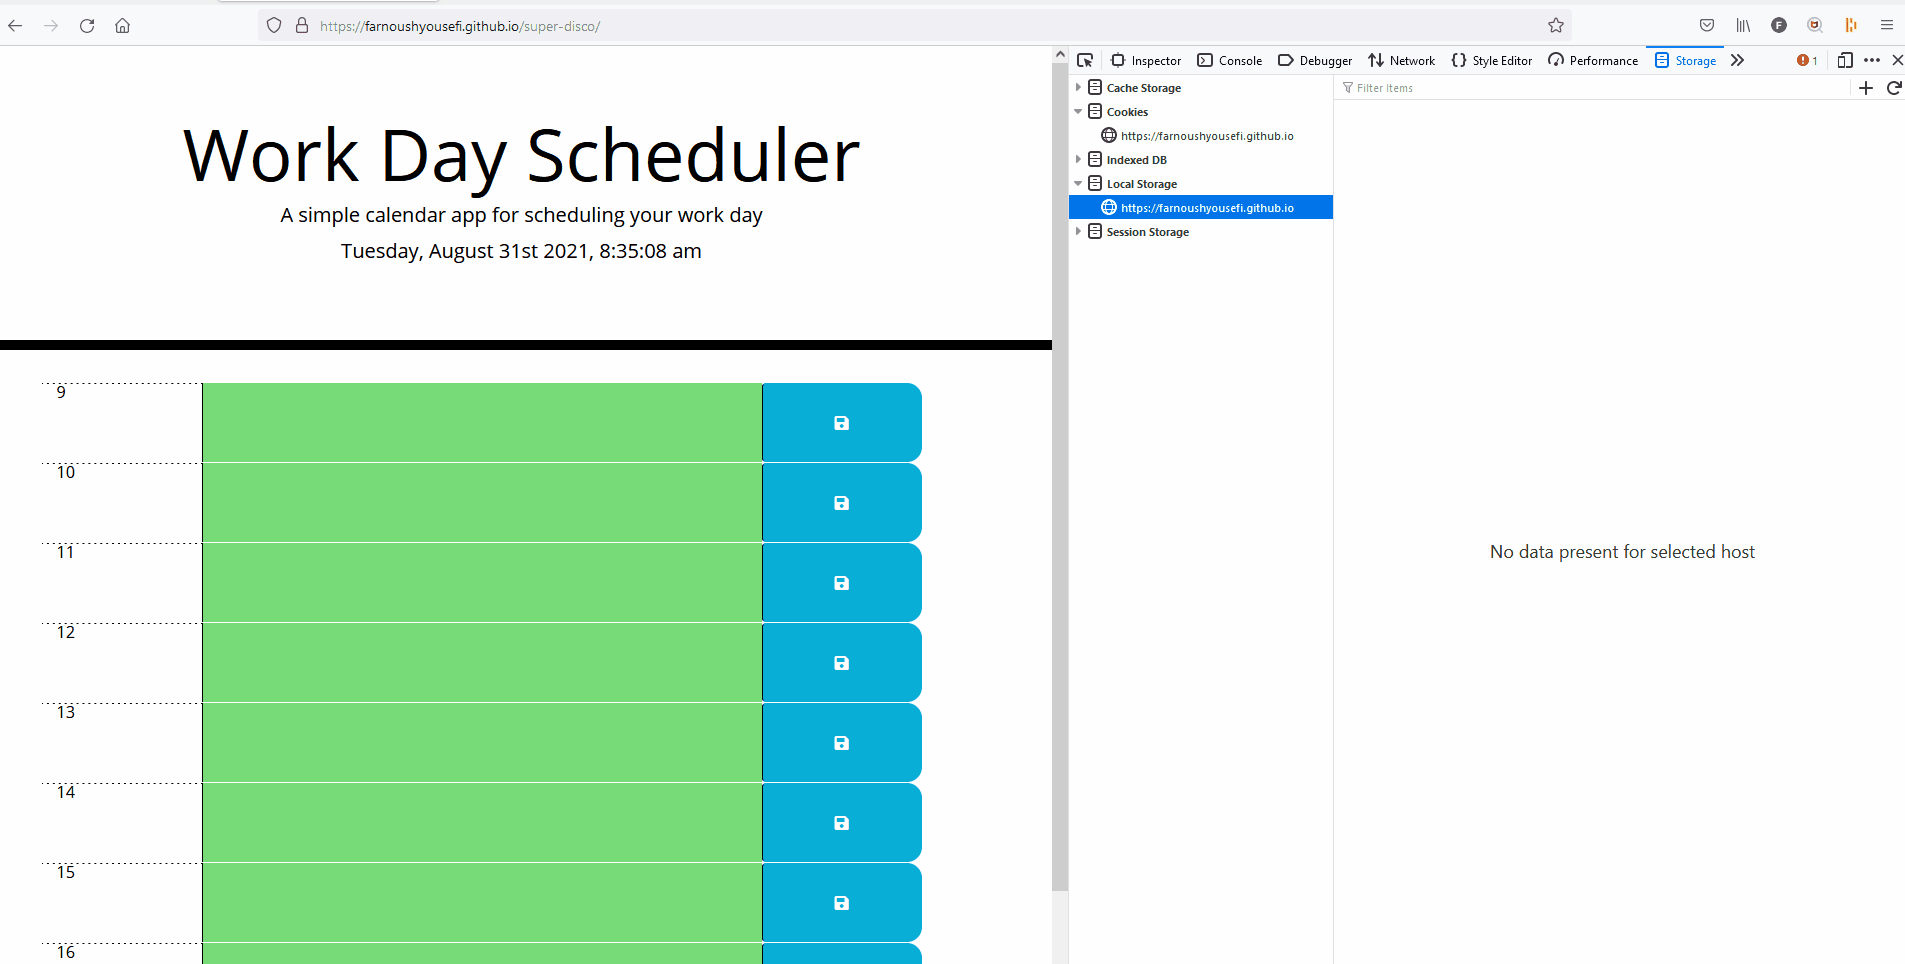 https://farnoushyousefi.github.io/super-disco/
F
Inspector Console Debugger Network Style Editor Performance Storage 1
Cache Storage
Cookies
https://farnoushyousefi.github.io
Indexed DB
Local Storage
https://farnoushyousefi.github.io
Session Storage
Filter Items
No data present for selected host
Work Day Scheduler
A simple calendar app for scheduling your work day
Tuesday, August 31st 2021, 8:35:08 am
9
10
11
12
13
14
15
16